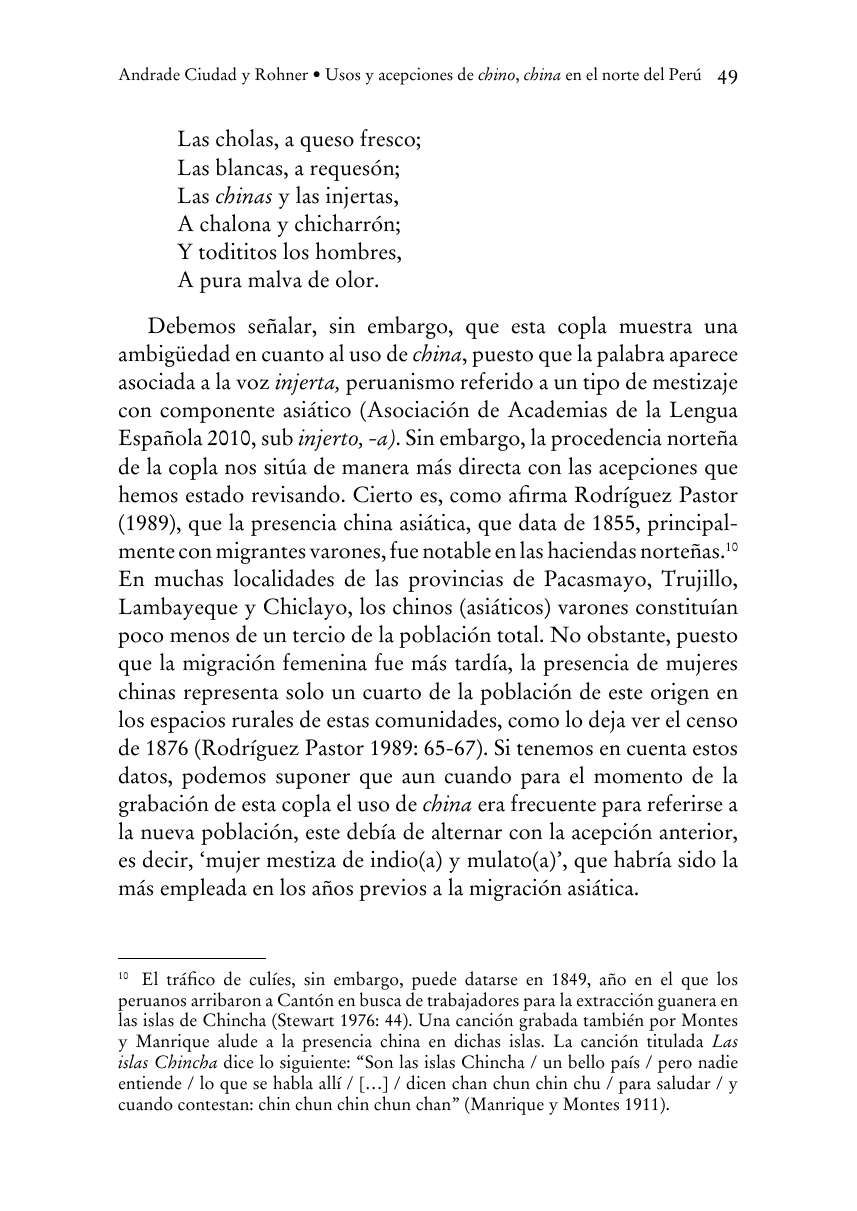 Andrade Ciudad y Rohner • Usos y acepciones de chino, china en el norte del Perú 49
Las cholas, a queso fresco;
Las blancas, a requesón;
Las chinas y las injertas,
A chalona y chicharrón;
Y todititos los hombres,
A pura malva de olor.
Debemos señalar, sin embargo, que esta copla muestra una
ambigüedad en cuanto al uso de china, puesto que la palabra aparece
asociada a la voz injerta, peruanismo referido a un tipo de mestizaje
con componente asiático (Asociación de Academias de la Lengua
Española 2010, sub injerto, -a). Sin embargo, la procedencia norteña
de la copla nos sitúa de manera más directa con las acepciones que
hemos estado revisando. Cierto es, como afirma Rodríguez Pastor
(1989), que la presencia china asiática, que data de 1855, principal-
mente con migrantes varones, fue notable en las haciendas norteñas.10
En muchas localidades de las provincias de Pacasmayo, Trujillo,
Lambayeque y Chiclayo, los chinos (asiáticos) varones constituían
poco menos de un tercio de la población total. No obstante, puesto
que la migración femenina fue más tardía, la presencia de mujeres
chinas representa solo un cuarto de la población de este origen en
los espacios rurales de estas comunidades, como lo deja ver el censo
de 1876 (Rodríguez Pastor 1989: 65-67). Si tenemos en cuenta estos
datos, podemos suponer que aun cuando para el momento de la
grabación de esta copla el uso de china era frecuente para referirse a
la nueva población, este debía de alternar con la acepción anterior,
es decir, ‘mujer mestiza de indio(a) y mulato(a)’, que habría sido la
más empleada en los años previos a la migración asiática.
10 El tráfico de culíes, sin embargo, puede datarse en 1849, año en el que los
peruanos arribaron a Cantón en busca de trabajadores para la extracción guanera en
las islas de Chincha (Stewart 1976: 44). Una canción grabada también por Montes
y Manrique alude a la presencia china en dichas islas. La canción titulada Las
islas Chincha dice lo siguiente: “Son las islas Chincha / un bello país / pero nadie
entiende / lo que se habla allí / […] / dicen chan chun chin chu / para saludar / y
cuando contestan: chin chun chin chun chan” (Manrique y Montes 1911).